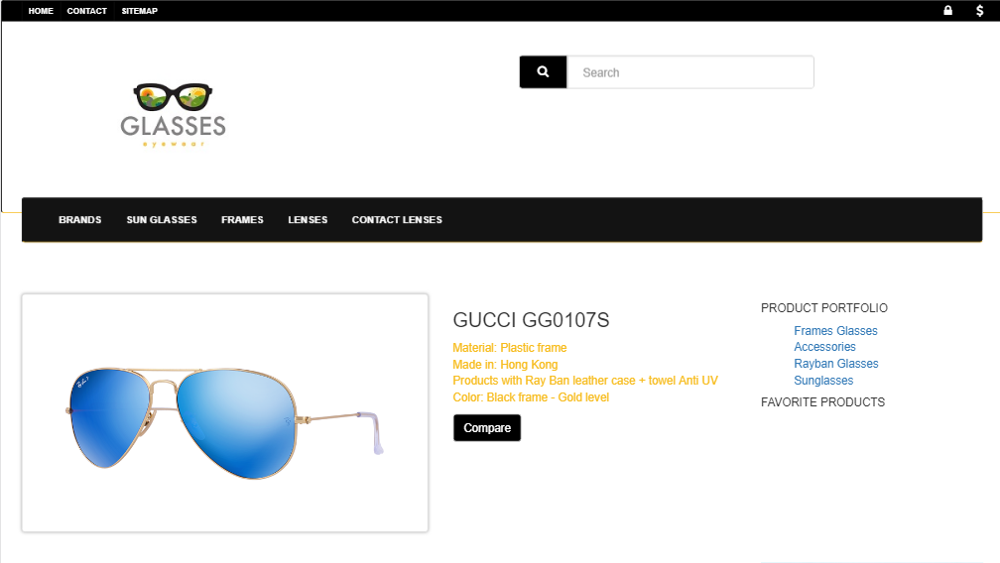 HOME CONTACT SITEMAP
Search
GLASSES
eyewear
BRANDS SUN GLASSES FRAMES LENSES CONTACT LENSES
GUCCI GG0107S
Material: Plastic frame
Made in: Hong Kong
Products with Ray Ban leather case + towel Anti UV
Color: Black frame - Gold level
Compare
PRODUCT PORTFOLIO
Frames Glasses
Accessories
Rayban Glasses
Sunglasses
FAVORITE PRODUCTS